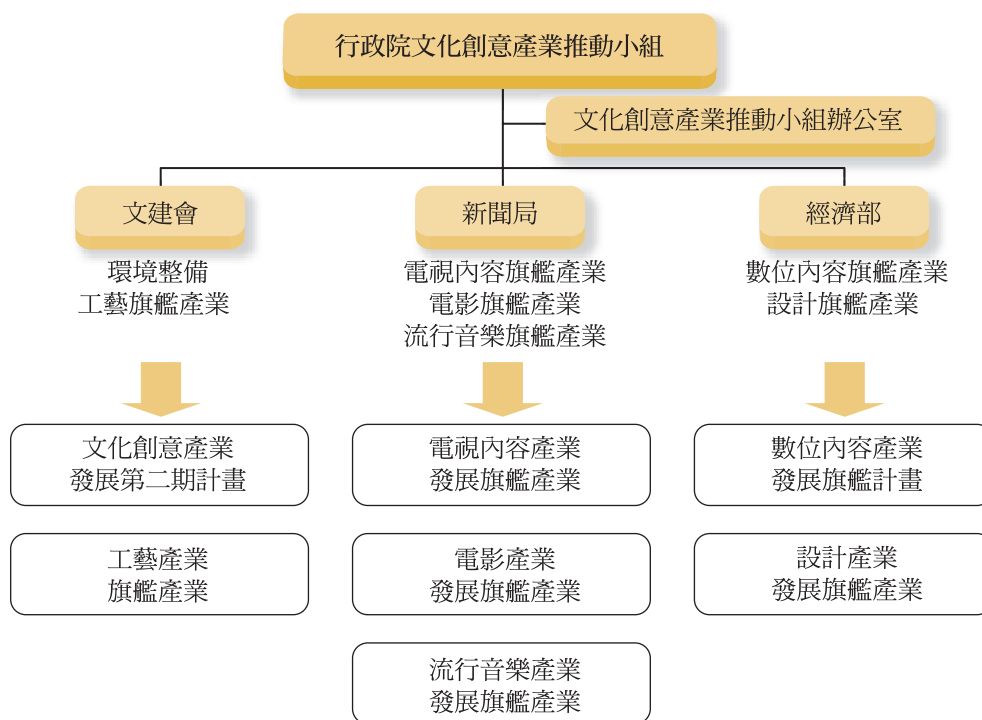 行政院文化創意產業推動小組
文化創意產業推動小組辦公室
文建會
環境整備
工藝旗艦產業
新聞局
電視內容旗艦產業
電影旗艦產業
流行音樂旗艦產業
經濟部
數位內容旗艦產業
設計旗艦產業
文化創意產業
發展第二期計畫
電視內容產業
發展旗艦產業
數位內容產業
發展旗艦計畫
工藝產業
旗艦產業
電影產業
發展旗艦產業
設計產業
發展旗艦產業
流行音樂產業
發展旗艦產業